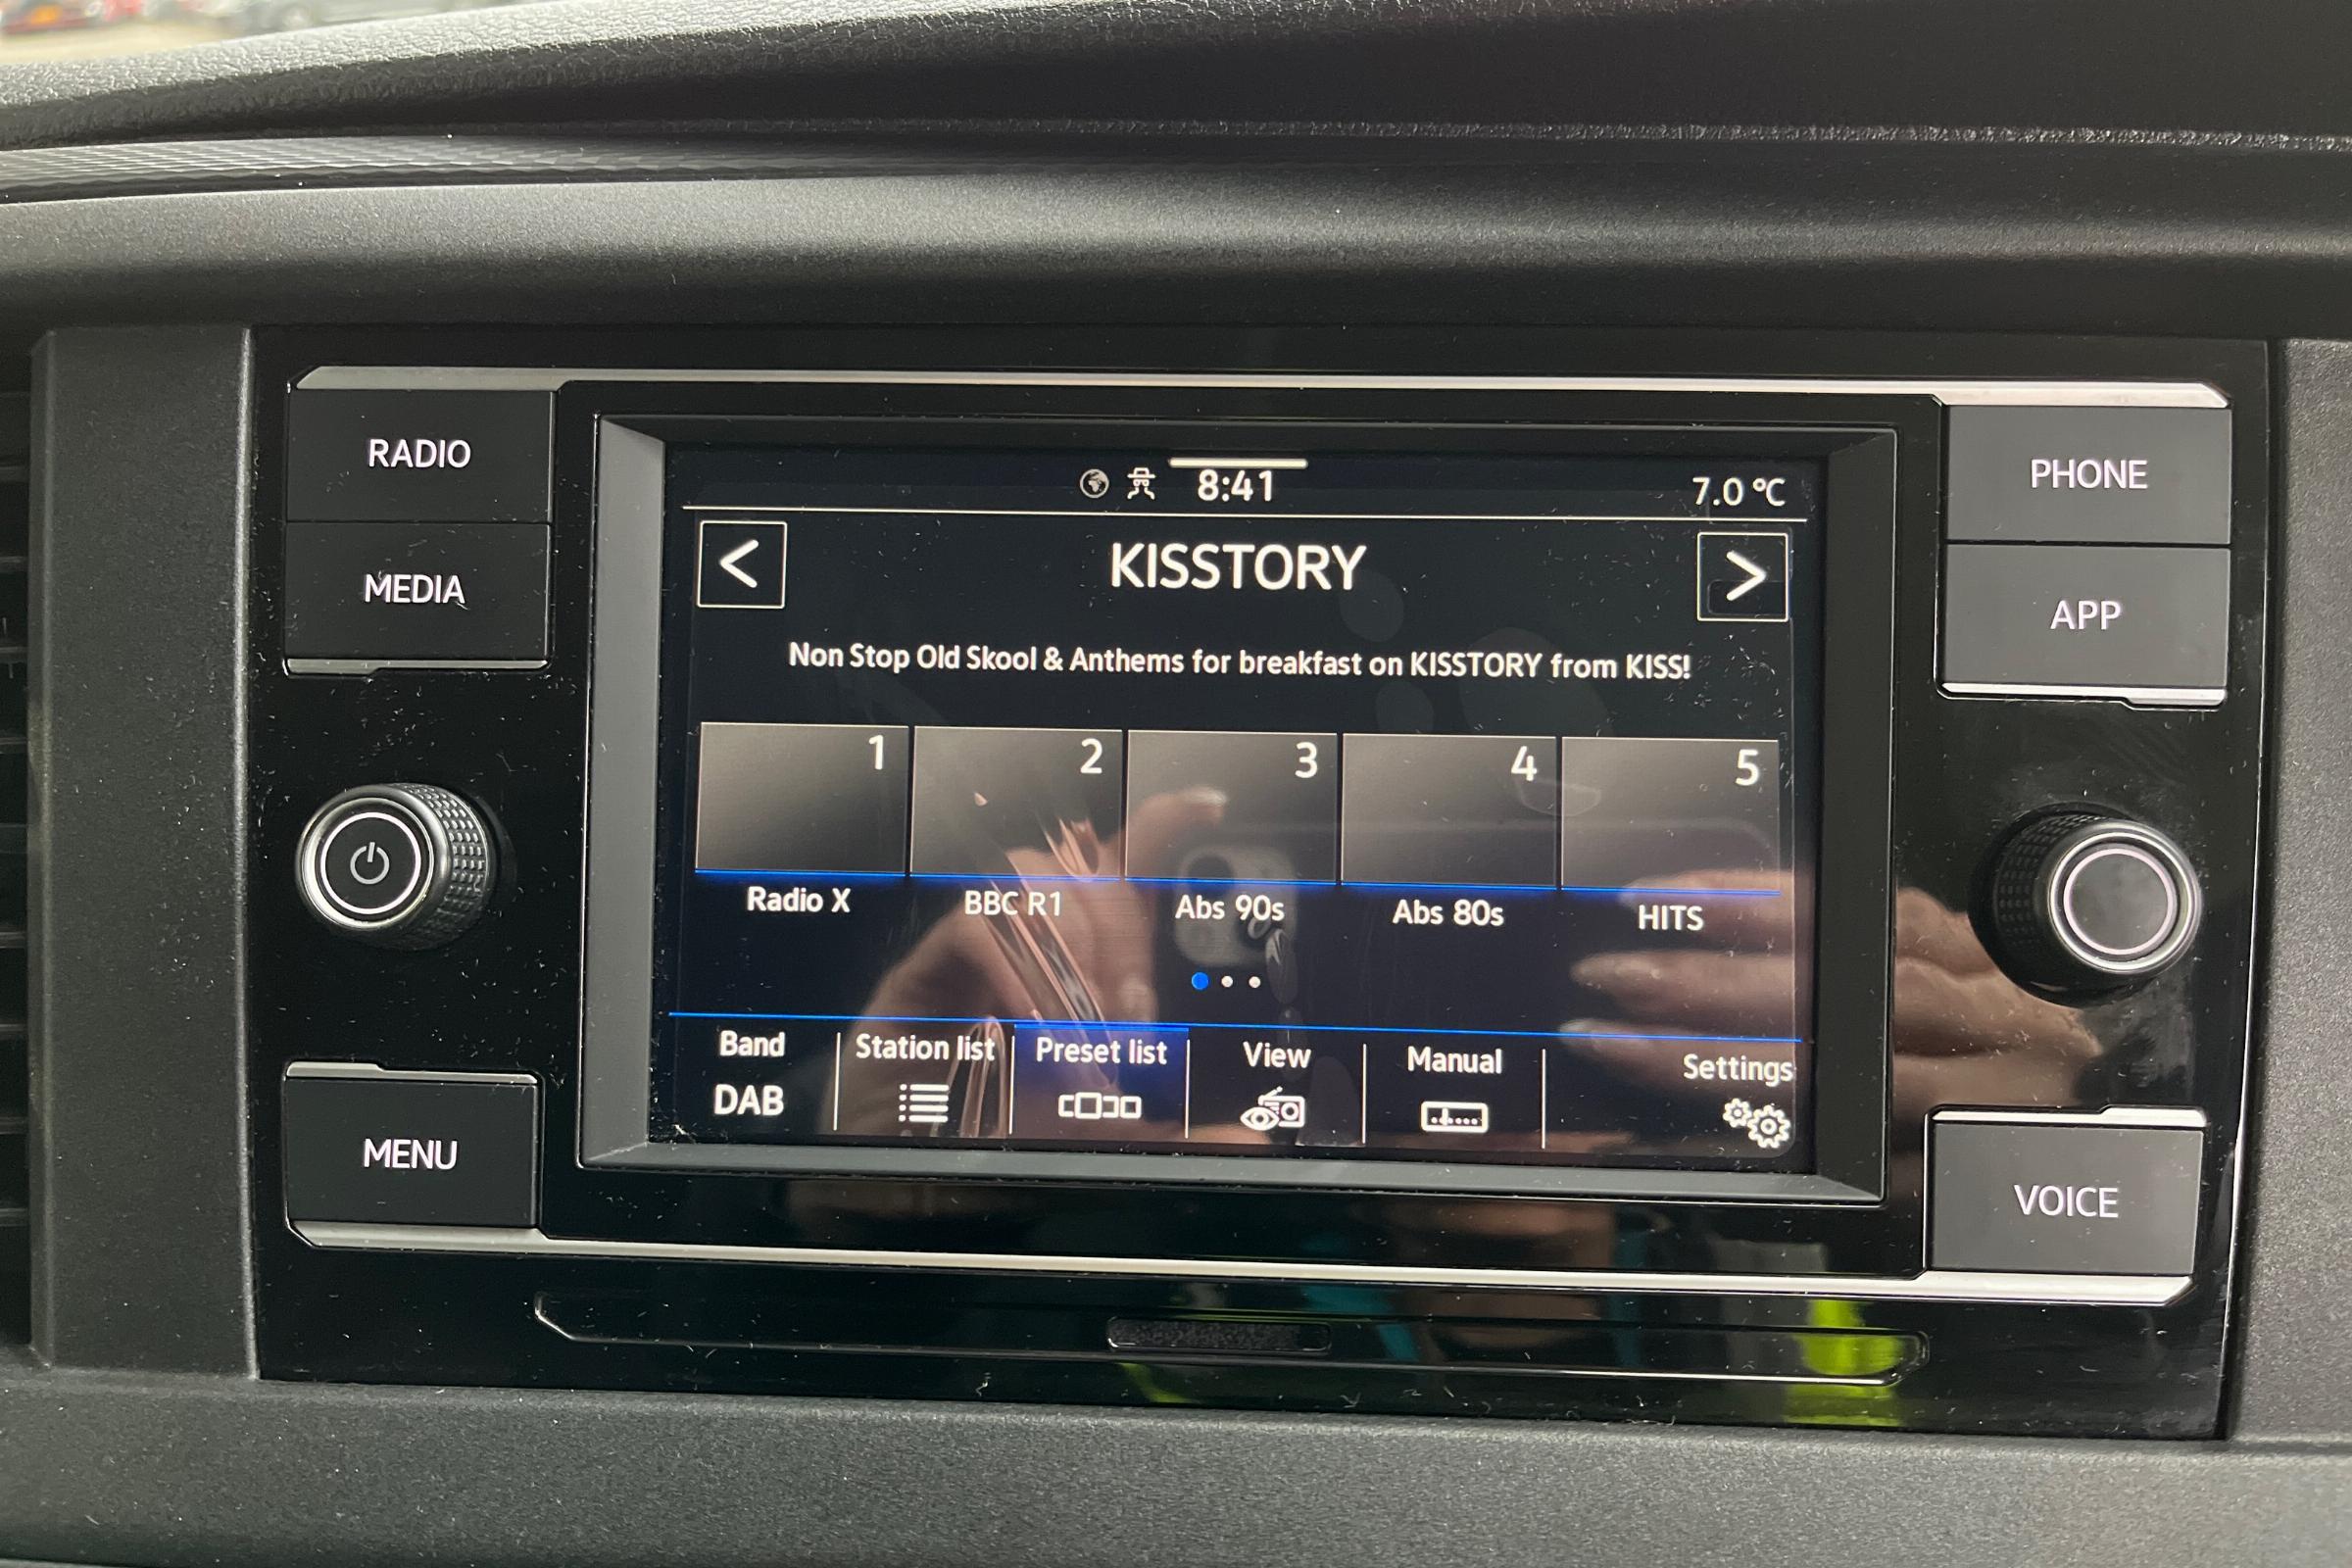 RADIO
MEDIA
MENU
PHONE
APP
VOICE
8:41
7.0 °C
< KISSTORY >
Non Stop Old Skool & Anthems for breakfast on KISSTORY from KISS!
1 2 3 4 5
Radio X BBC R1 Abs 90s Abs 80s HITS
Band Station list Preset list View Manual Settings
DAB